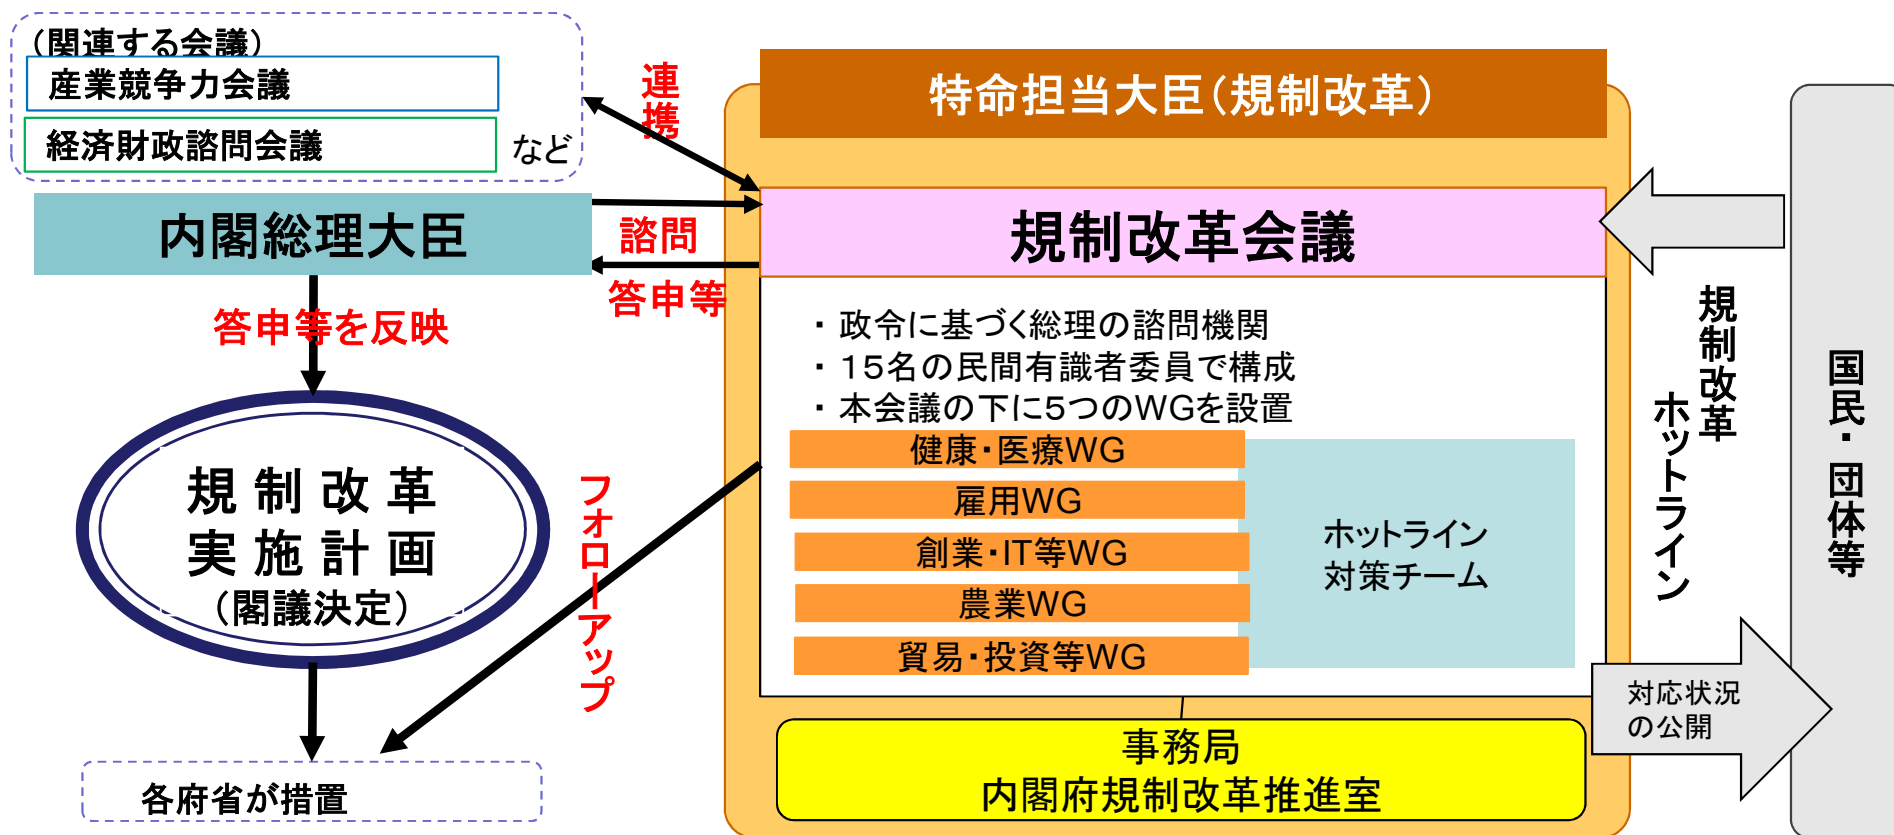 （関連する会議）
産業競争力会議
経済財政諮問会議
など
連携
特命担当大臣（規制改革）
内閣総理大臣
諮問
答申等
規制改革会議
答申等を反映
・ 政令に基づく総理の諮問機関
・ 15名の民間有識者委員で構成
・ 本会議の下に5つのWGを設置
健康・医療WG
雇用WG
創業・IT等WG
農業WG
貿易・投資等WG
ホットライン
対策チーム
規制改革
ホットライン
国民・団体等
規制改革
実施計画
（閣議決定）
フォローアップ
対応状況
の公開
事務局
内閣府規制改革推進室
各府省が措置